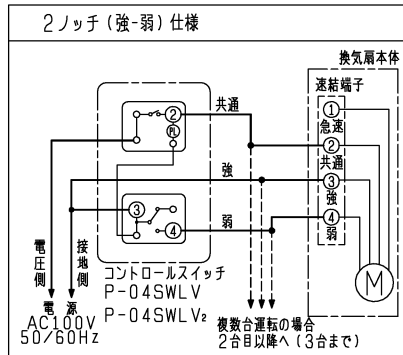 2ノッチ(強-弱)仕様
換気扇本体
速結端子
共通
②
PL
①
急速
②
共通
強
③
③
強
弱
④
④
弱
電圧側
接地側
M
コントロールスイッチ
P-04SWLV
P-04SWLV₂
電源
AC100V
50/60Hz
複数台運転の場合
2台目以降へ(3台まで)